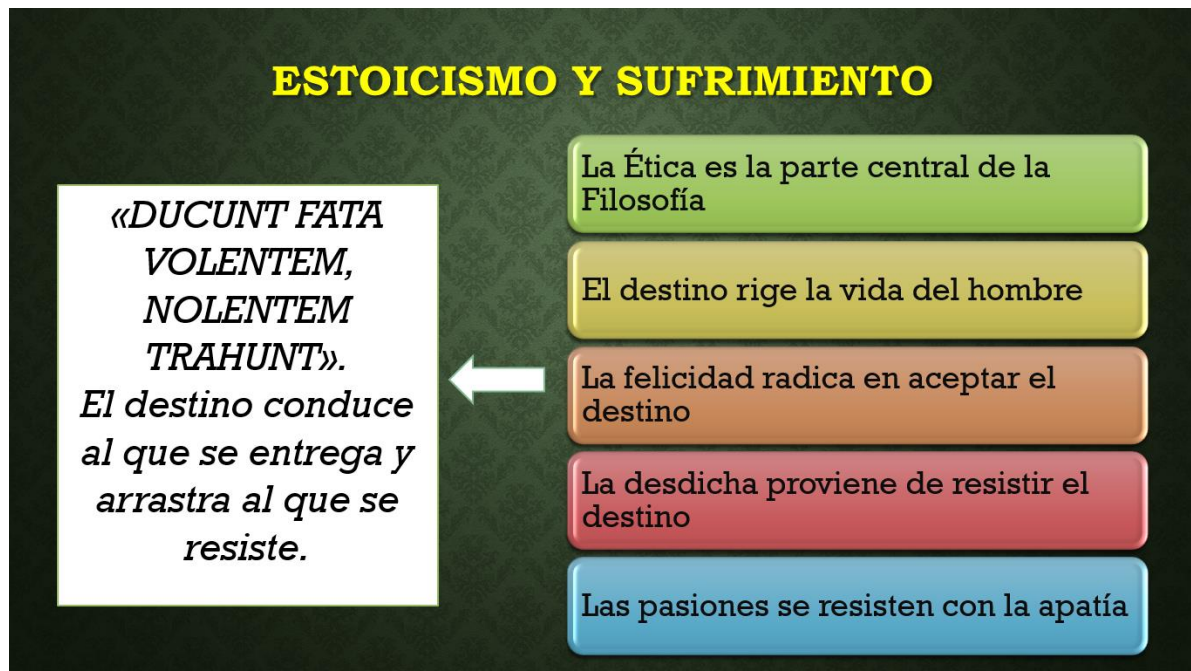 ESTOICISMO Y SUFRIMIENTO
«DUCUNT FATA
VOLENTEM,
NOLENTEM
TRAHUNT».
El destino conduce
al que se entrega y
arrastra al que se
resiste.
La Ética es la parte central de la
Filosofía
El destino rige la vida del hombre
La felicidad radica en aceptar el
destino
La desdicha proviene de resistir el
destino
Las pasiones se resisten con la apatía